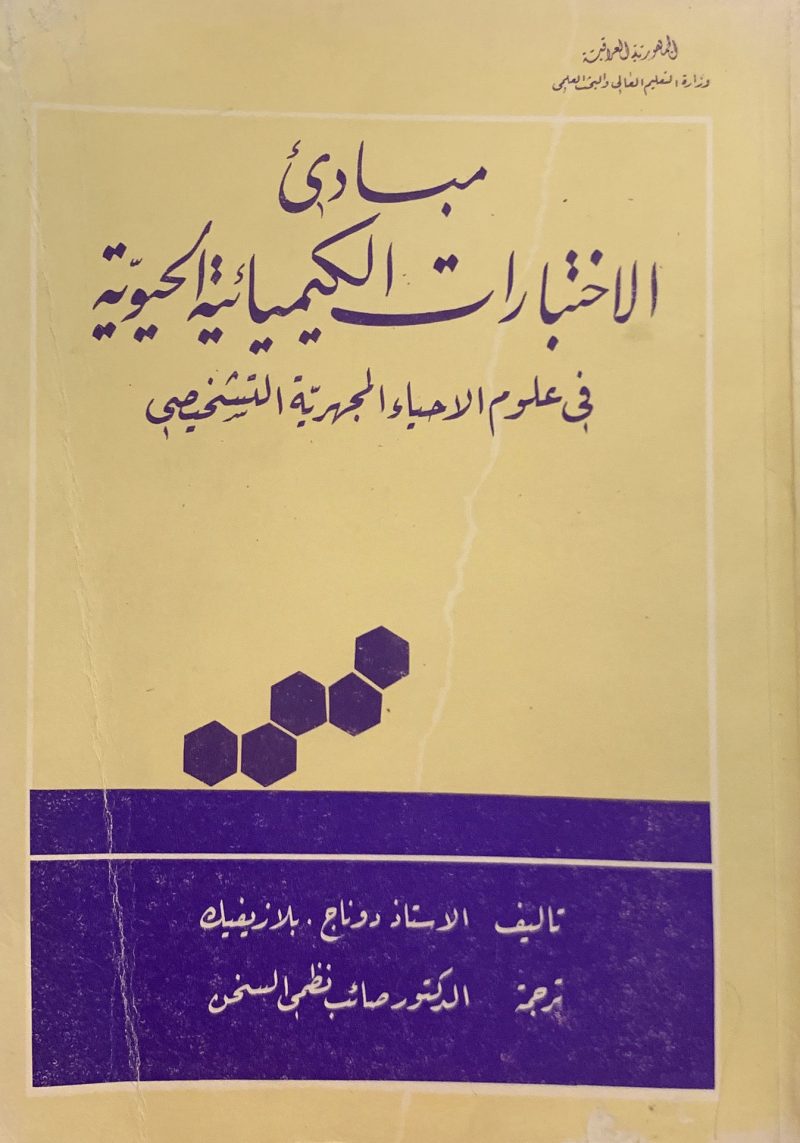 الجمهورية العراقية
وزارة التعليم العالي والبحث العلمي
مبادئ
الاختبارات الكيميائية الحيوية
في علوم الاحياء المجهرية التشخيصي
تاليف الاستاذ دوناج. بلازيفيك
ترجمة الدكتور صائب نظمي السخن